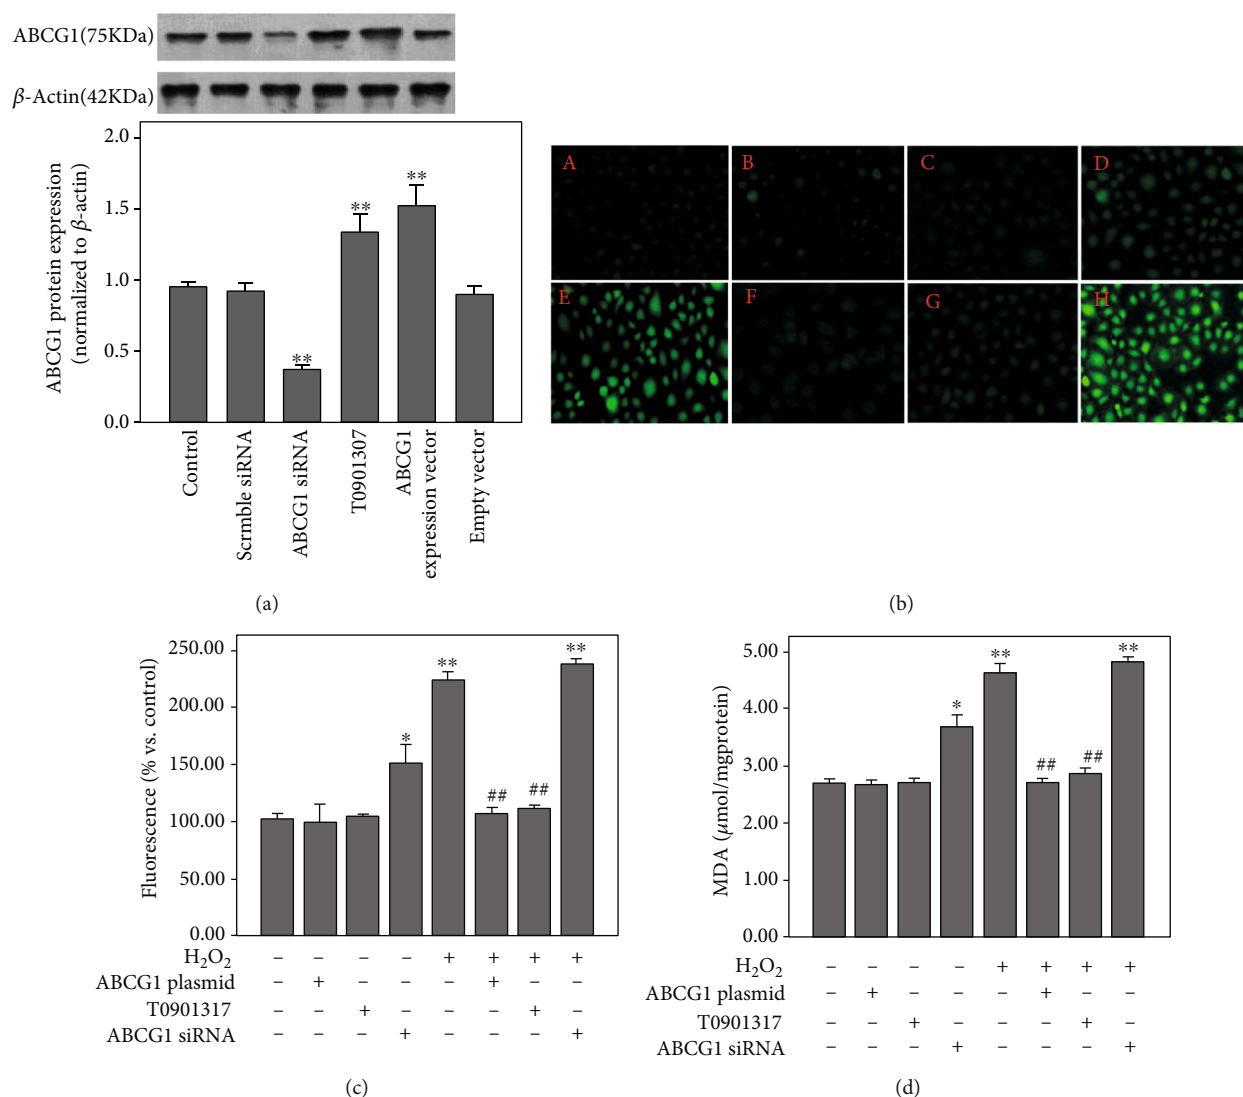 ABCG1(75KDa)
β-Actin(42KDa)
ABCG1 protein expression
(normalized to β-actin)
2.0
1.5
1.0
0.5
0.0
**
**
**
Control
Scrmble siRNA
ABCG1 siRNA
T0901307
ABCG1
expression vector
Empty vector
(a)
A
B
C
D
E
F
G
H
(b)
Fluorescence (% vs. control)
250.00
200.00
150.00
100.00
50.00
0.00
*
**
##
##
**
H₂O₂ − − − − + + + +
ABCG1 plasmid − + − − − + − −
T0901317 − − + − − − + −
ABCG1 siRNA − − − + − − − +
(c)
MDA (μmol/mgprotein)
5.00
4.00
3.00
2.00
1.00
0.00
*
**
##
##
**
H₂O₂ − − − − + + + +
ABCG1 plasmid − + − − − + − −
T0901317 − − + − − − + −
ABCG1 siRNA − − − + − − − +
(d)